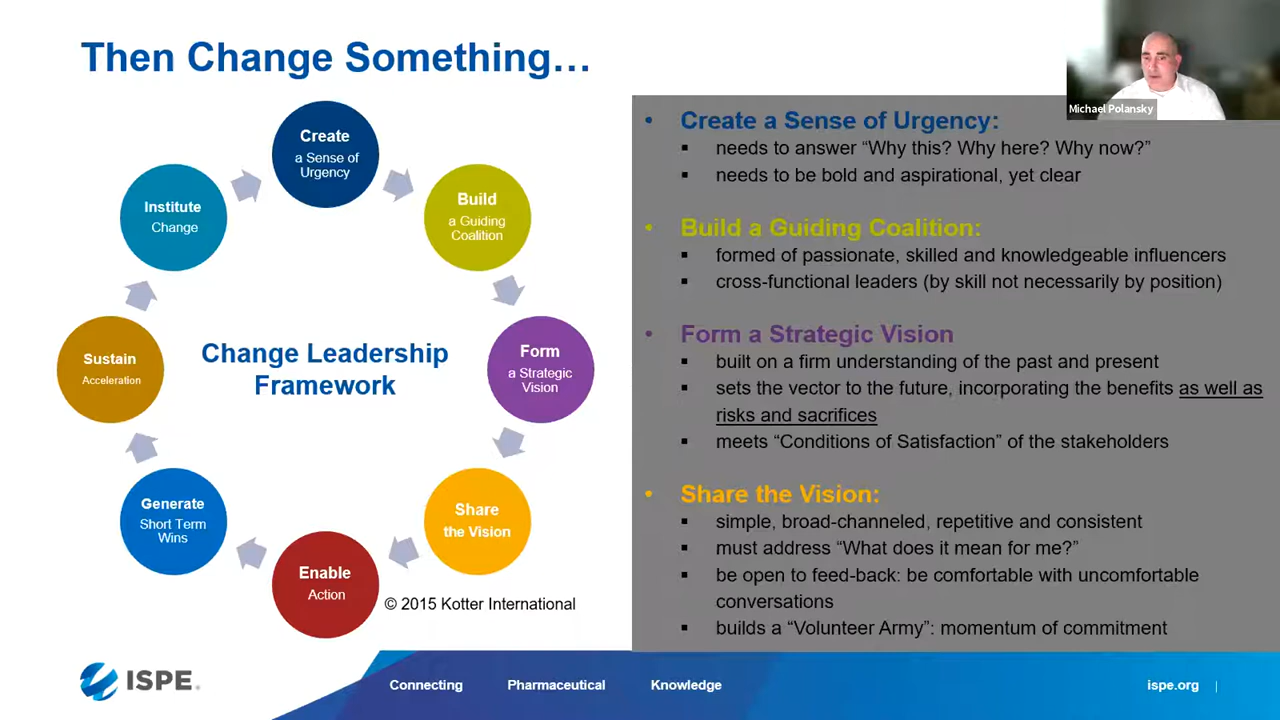 Then Change Something…
Michael Polansky
Create
a Sense of
Urgency
Build
a Guiding
Coalition
Form
a Strategic
Vision
Share
the Vision
Enable
Action
Generate
Short Term
Wins
Sustain
Acceleration
Institute
Change
Change Leadership
Framework
© 2015 Kotter International
• Create a Sense of Urgency:
▪ needs to answer “Why this? Why here? Why now?”
▪ needs to be bold and aspirational, yet clear
• Build a Guiding Coalition:
▪ formed of passionate, skilled and knowledgeable influencers
▪ cross-functional leaders (by skill not necessarily by position)
• Form a Strategic Vision
▪ built on a firm understanding of the past and present
▪ sets the vector to the future, incorporating the benefits as well as
risks and sacrifices
▪ meets “Conditions of Satisfaction” of the stakeholders
• Share the Vision:
▪ simple, broad-channeled, repetitive and consistent
▪ must address “What does it mean for me?”
▪ be open to feed-back: be comfortable with uncomfortable
conversations
▪ builds a “Volunteer Army”: momentum of commitment
ISPE®
Connecting Pharmaceutical Knowledge
ispe.org |